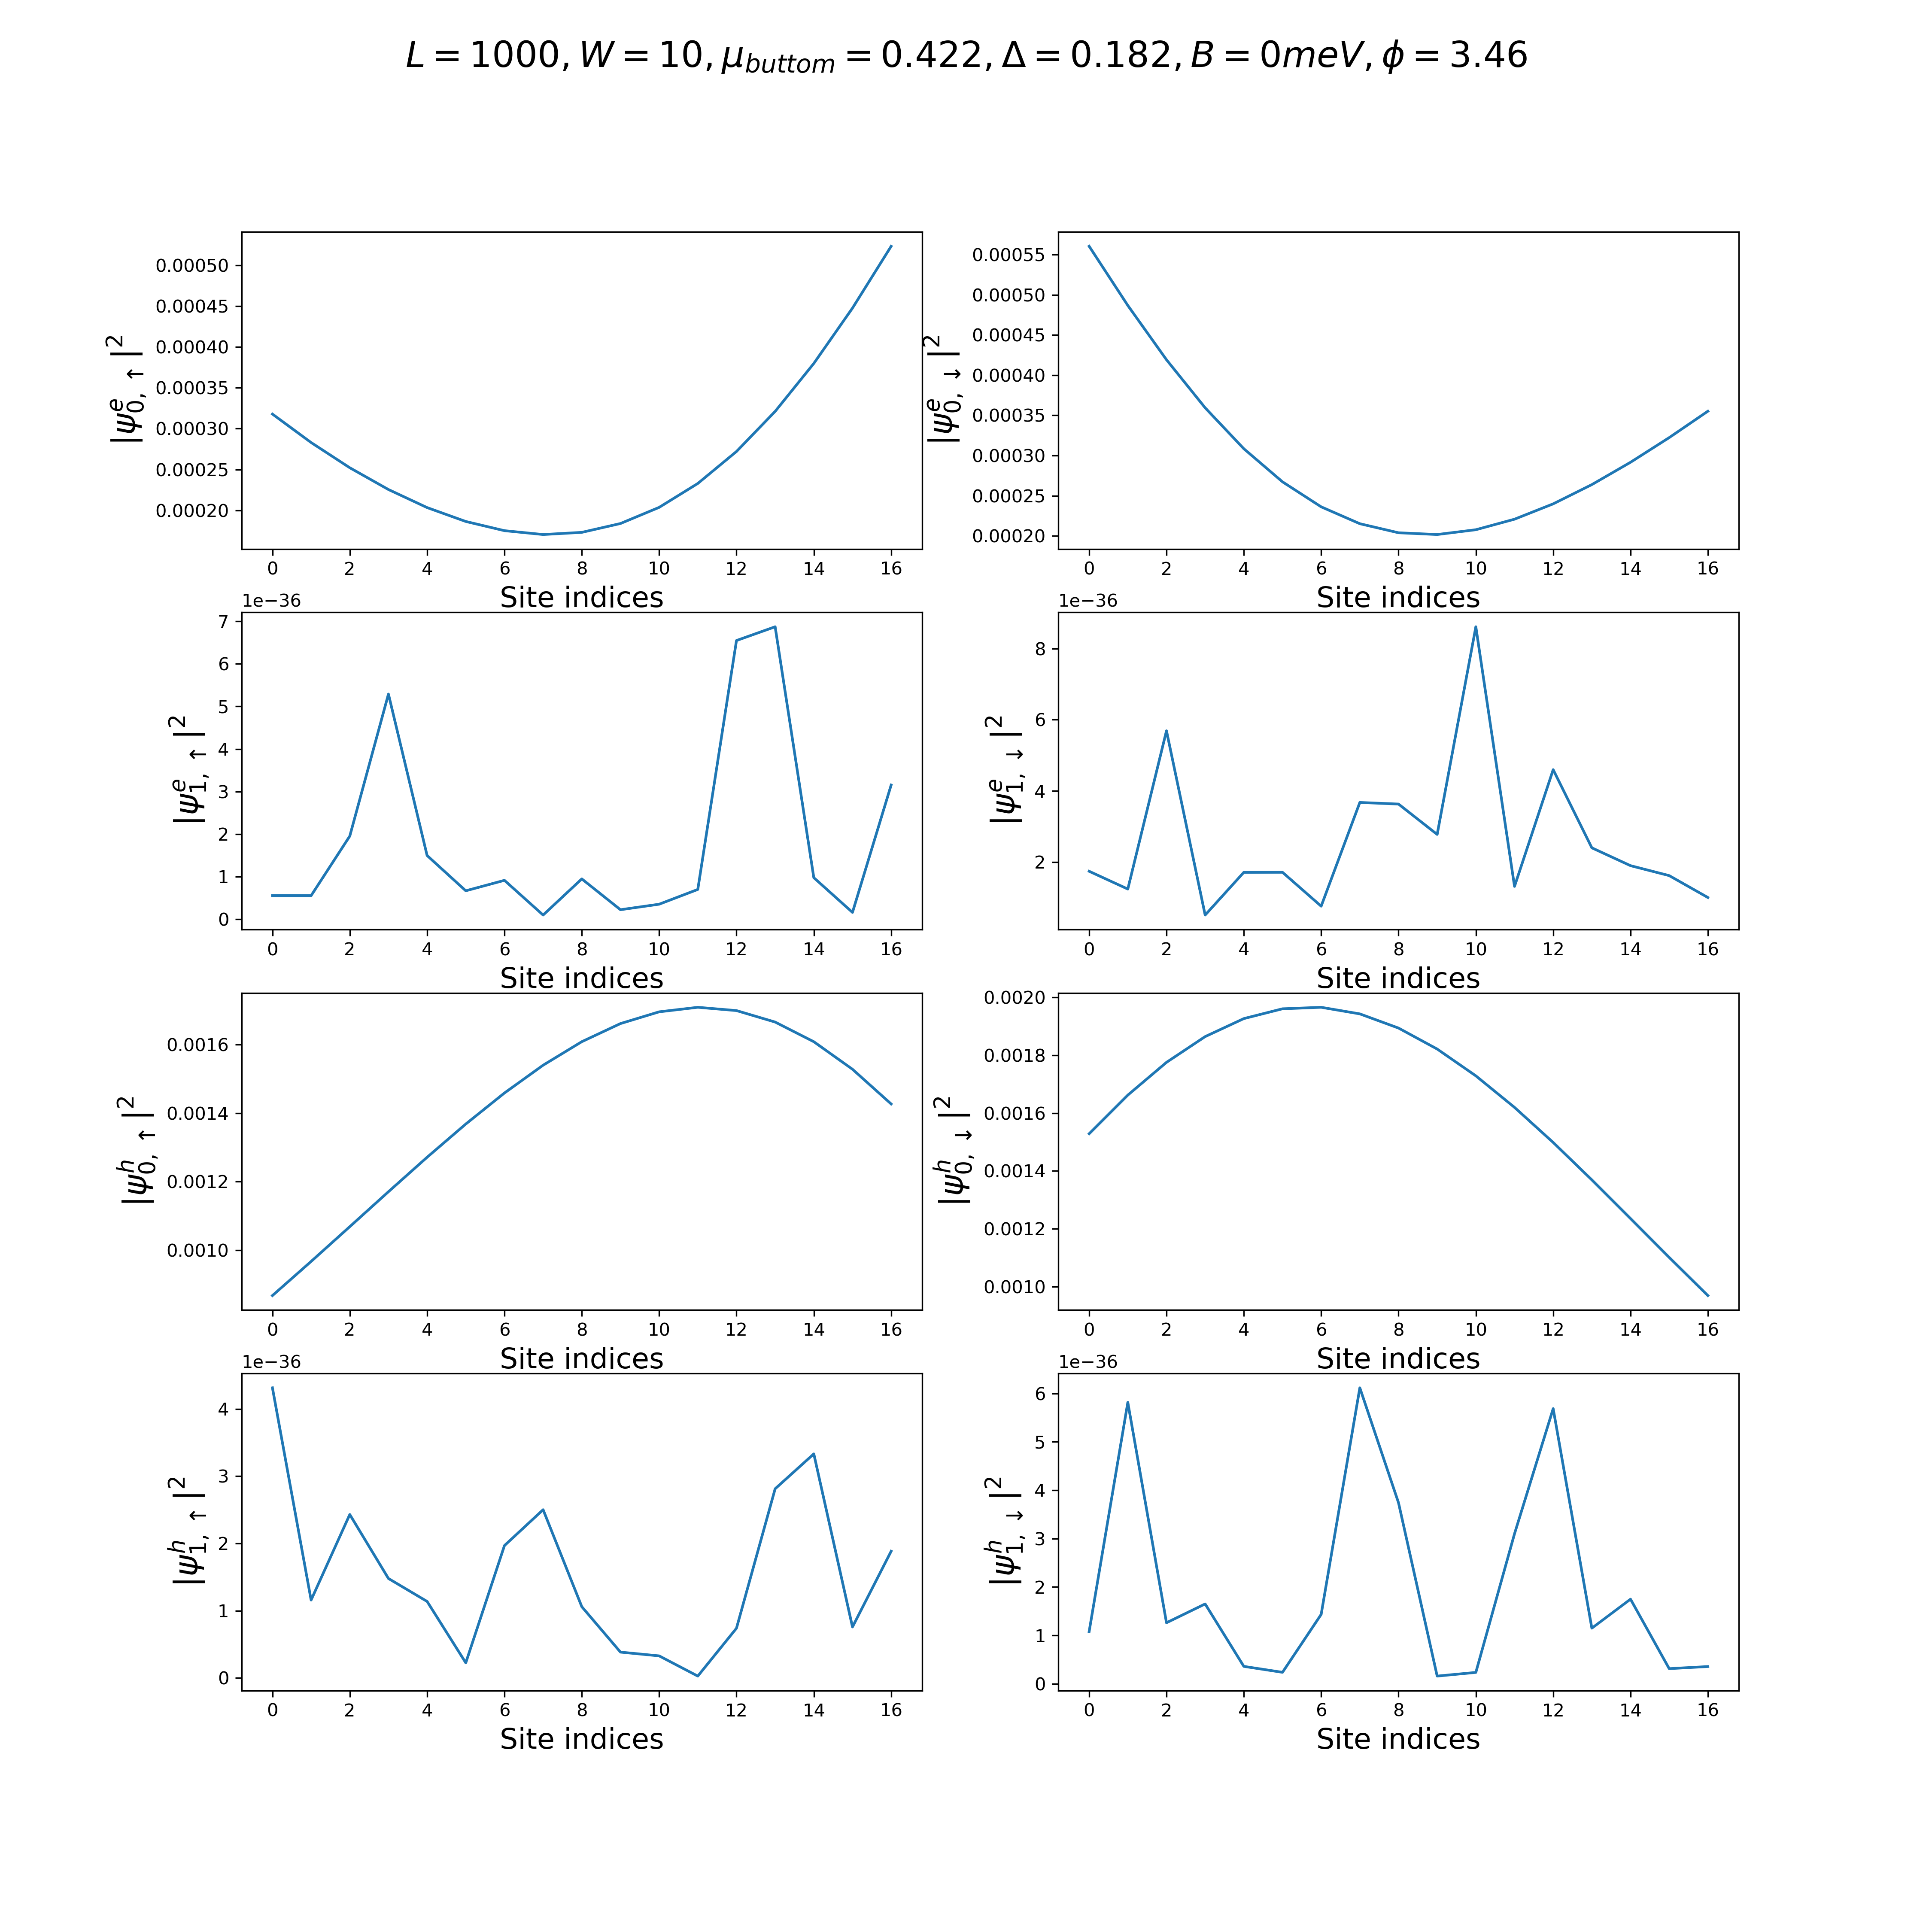 L = 1000, W = 10, μ_buttom = 0.422, Δ = 0.182, B = 0meV, ϕ = 3.46
|ψ^e_{0, ↑}|^2
0.00050
0.00045
0.00040
0.00035
0.00030
0.00025
0.00020
0 2 4 6 8 10 12 14 16
Site indices
|ψ^e_{0, ↓}|^2
0.00055
0.00050
0.00045
0.00040
0.00035
0.00030
0.00025
0.00020
0 2 4 6 8 10 12 14 16
Site indices
1e−36
|ψ^e_{1, ↑}|^2
7
6
5
4
3
2
1
0
0 2 4 6 8 10 12 14 16
Site indices
1e−36
|ψ^e_{1, ↓}|^2
8
6
4
2
0 2 4 6 8 10 12 14 16
Site indices
|ψ^h_{0, ↑}|^2
0.0016
0.0014
0.0012
0.0010
0 2 4 6 8 10 12 14 16
Site indices
|ψ^h_{0, ↓}|^2
0.0020
0.0018
0.0016
0.0014
0.0012
0.0010
0 2 4 6 8 10 12 14 16
Site indices
1e−36
|ψ^h_{1, ↑}|^2
4
3
2
1
0
0 2 4 6 8 10 12 14 16
Site indices
1e−36
|ψ^h_{1, ↓}|^2
6
5
4
3
2
1
0
0 2 4 6 8 10 12 14 16
Site indices